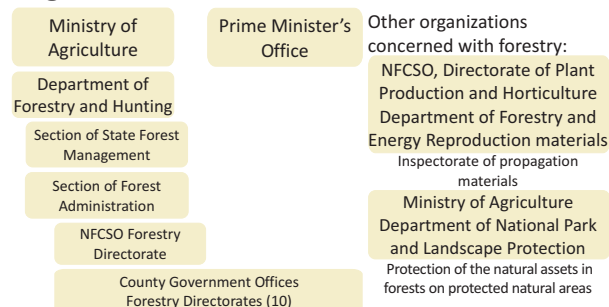 Ministry of
Agriculture
Prime Minister's
Office
Department of
Forestry and Hunting
Section of State Forest
Management
Section of Forest
Administration
NFCSO Forestry
Directorate
County Government Offices
Forestry Directorates (10)
Other organizations
concerned with forestry:
NFCSO, Directorate of Plant
Production and Horticulture
Department of Forestry and
Energy Reproduction materials
Inspectorate of propagation
materials
Ministry of Agriculture
Department of National Park
and Landscape Protection
Protection of the natural assets in
forests on protected natural areas